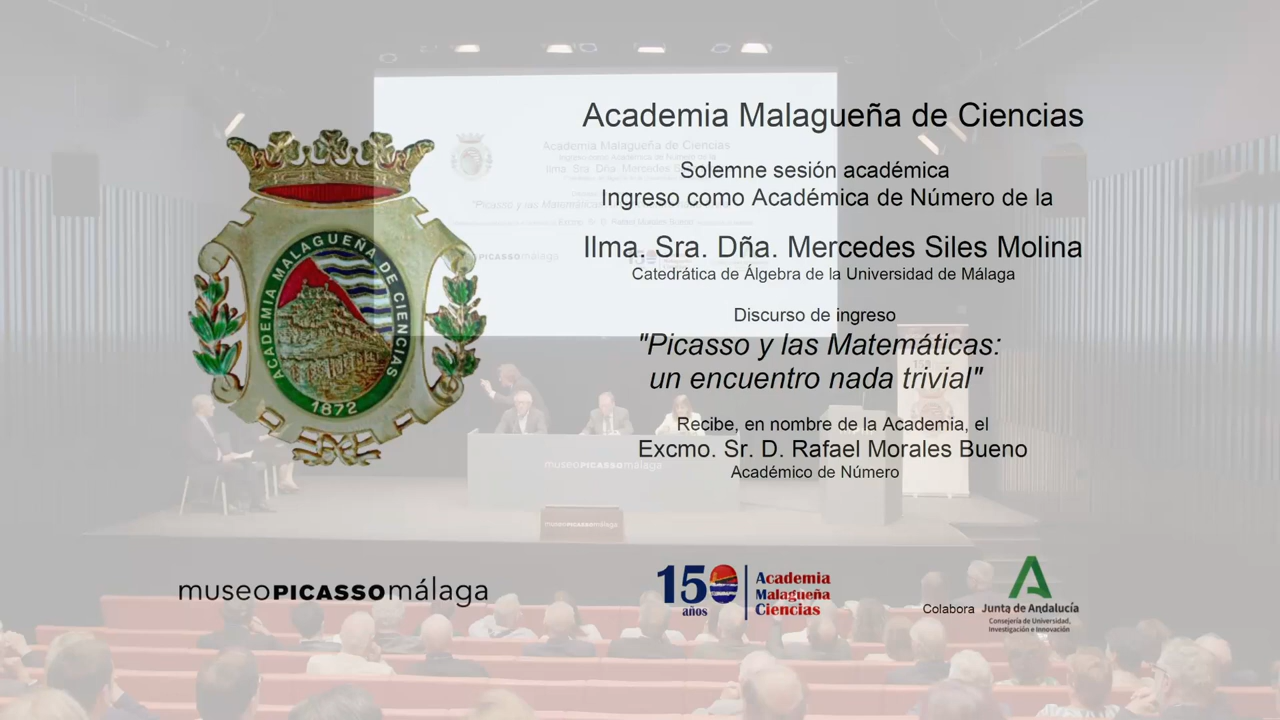 Academia Malagueña de Ciencias
Solemne sesión académica
Ingreso como Académica de Número de la
Ilma. Sra. Dña. Mercedes Siles Molina
Catedrática de Álgebra de la Universidad de Málaga
Discurso de ingreso
"Picasso y las Matemáticas:
un encuentro nada trivial"
Recibe, en nombre de la Academia, el
Excmo. Sr. D. Rafael Morales Bueno
Académico de Número
ACADEMIA MALAGUEÑA DE CIENCIAS
1872
museoPICASSOmálaga
museoPICASSOmálaga
museoPICASSOmálaga
150
años
Academia
Malagueña
Ciencias
Colabora
Junta de Andalucía
Consejería de Universidad,
Investigación e Innovación